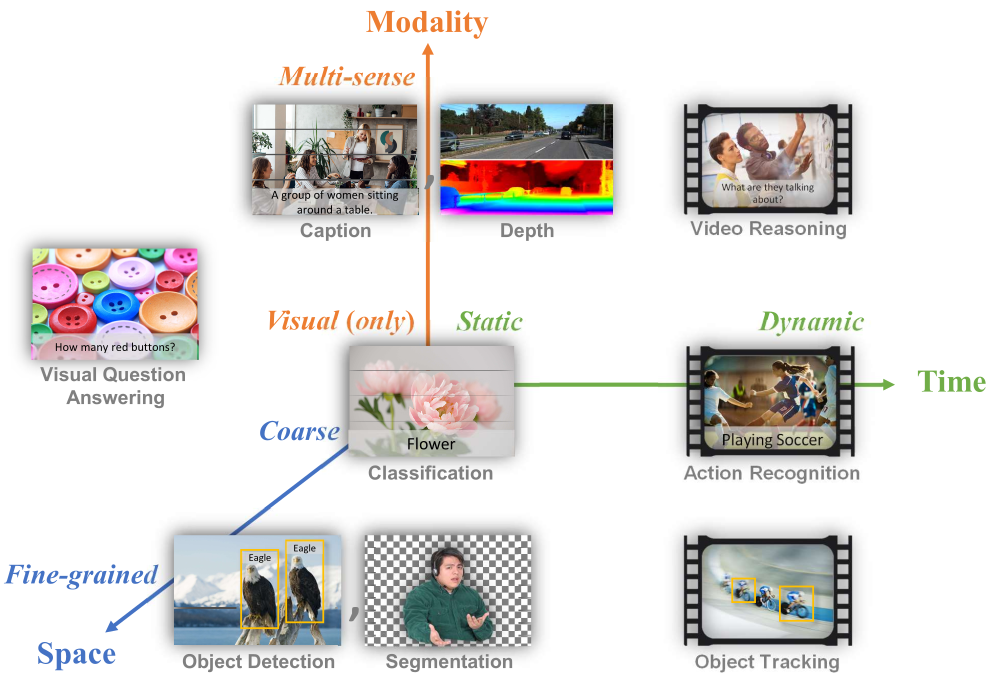 Modality
Multi-sense
A group of women sitting
around a table.
,
Caption
Depth
What are they talking
about?
Video Reasoning
How many red buttons?
Visual Question
Answering
Visual (only)
Static
Dynamic
Time
Flower
Playing Soccer
Coarse
Classification
Action Recognition
Eagle
Eagle
,
Fine-grained
Space
Object Detection
Segmentation
Object Tracking